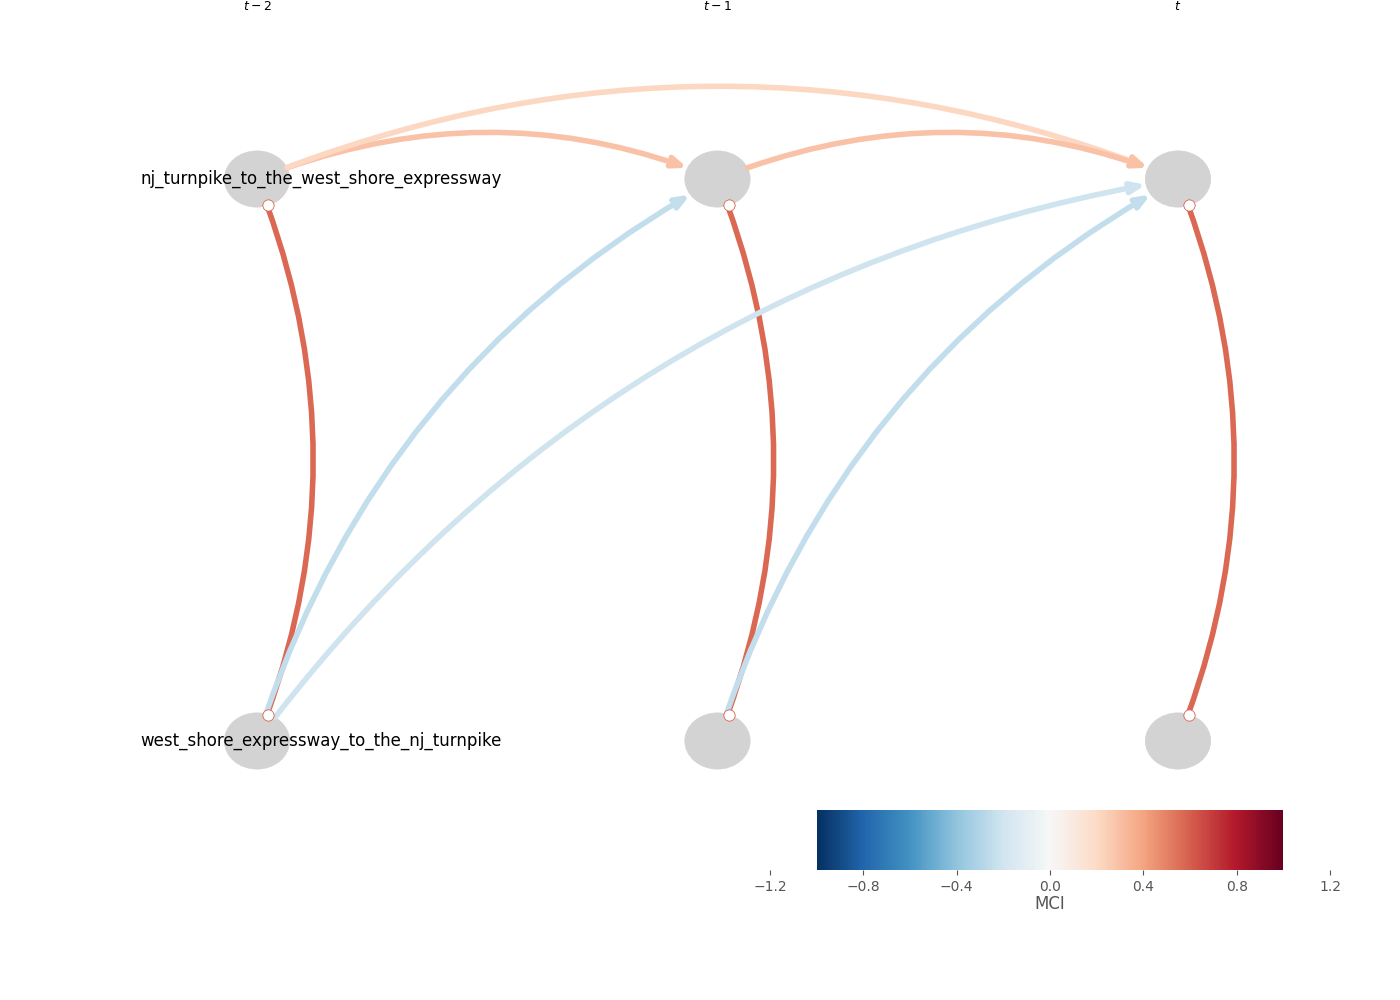 t − 2 t − 1 t
nj_turnpike_to_the_west_shore_expressway
west_shore_expressway_to_the_nj_turnpike
−1.2 −0.8 −0.4 0.0 0.4 0.8 1.2
MCI